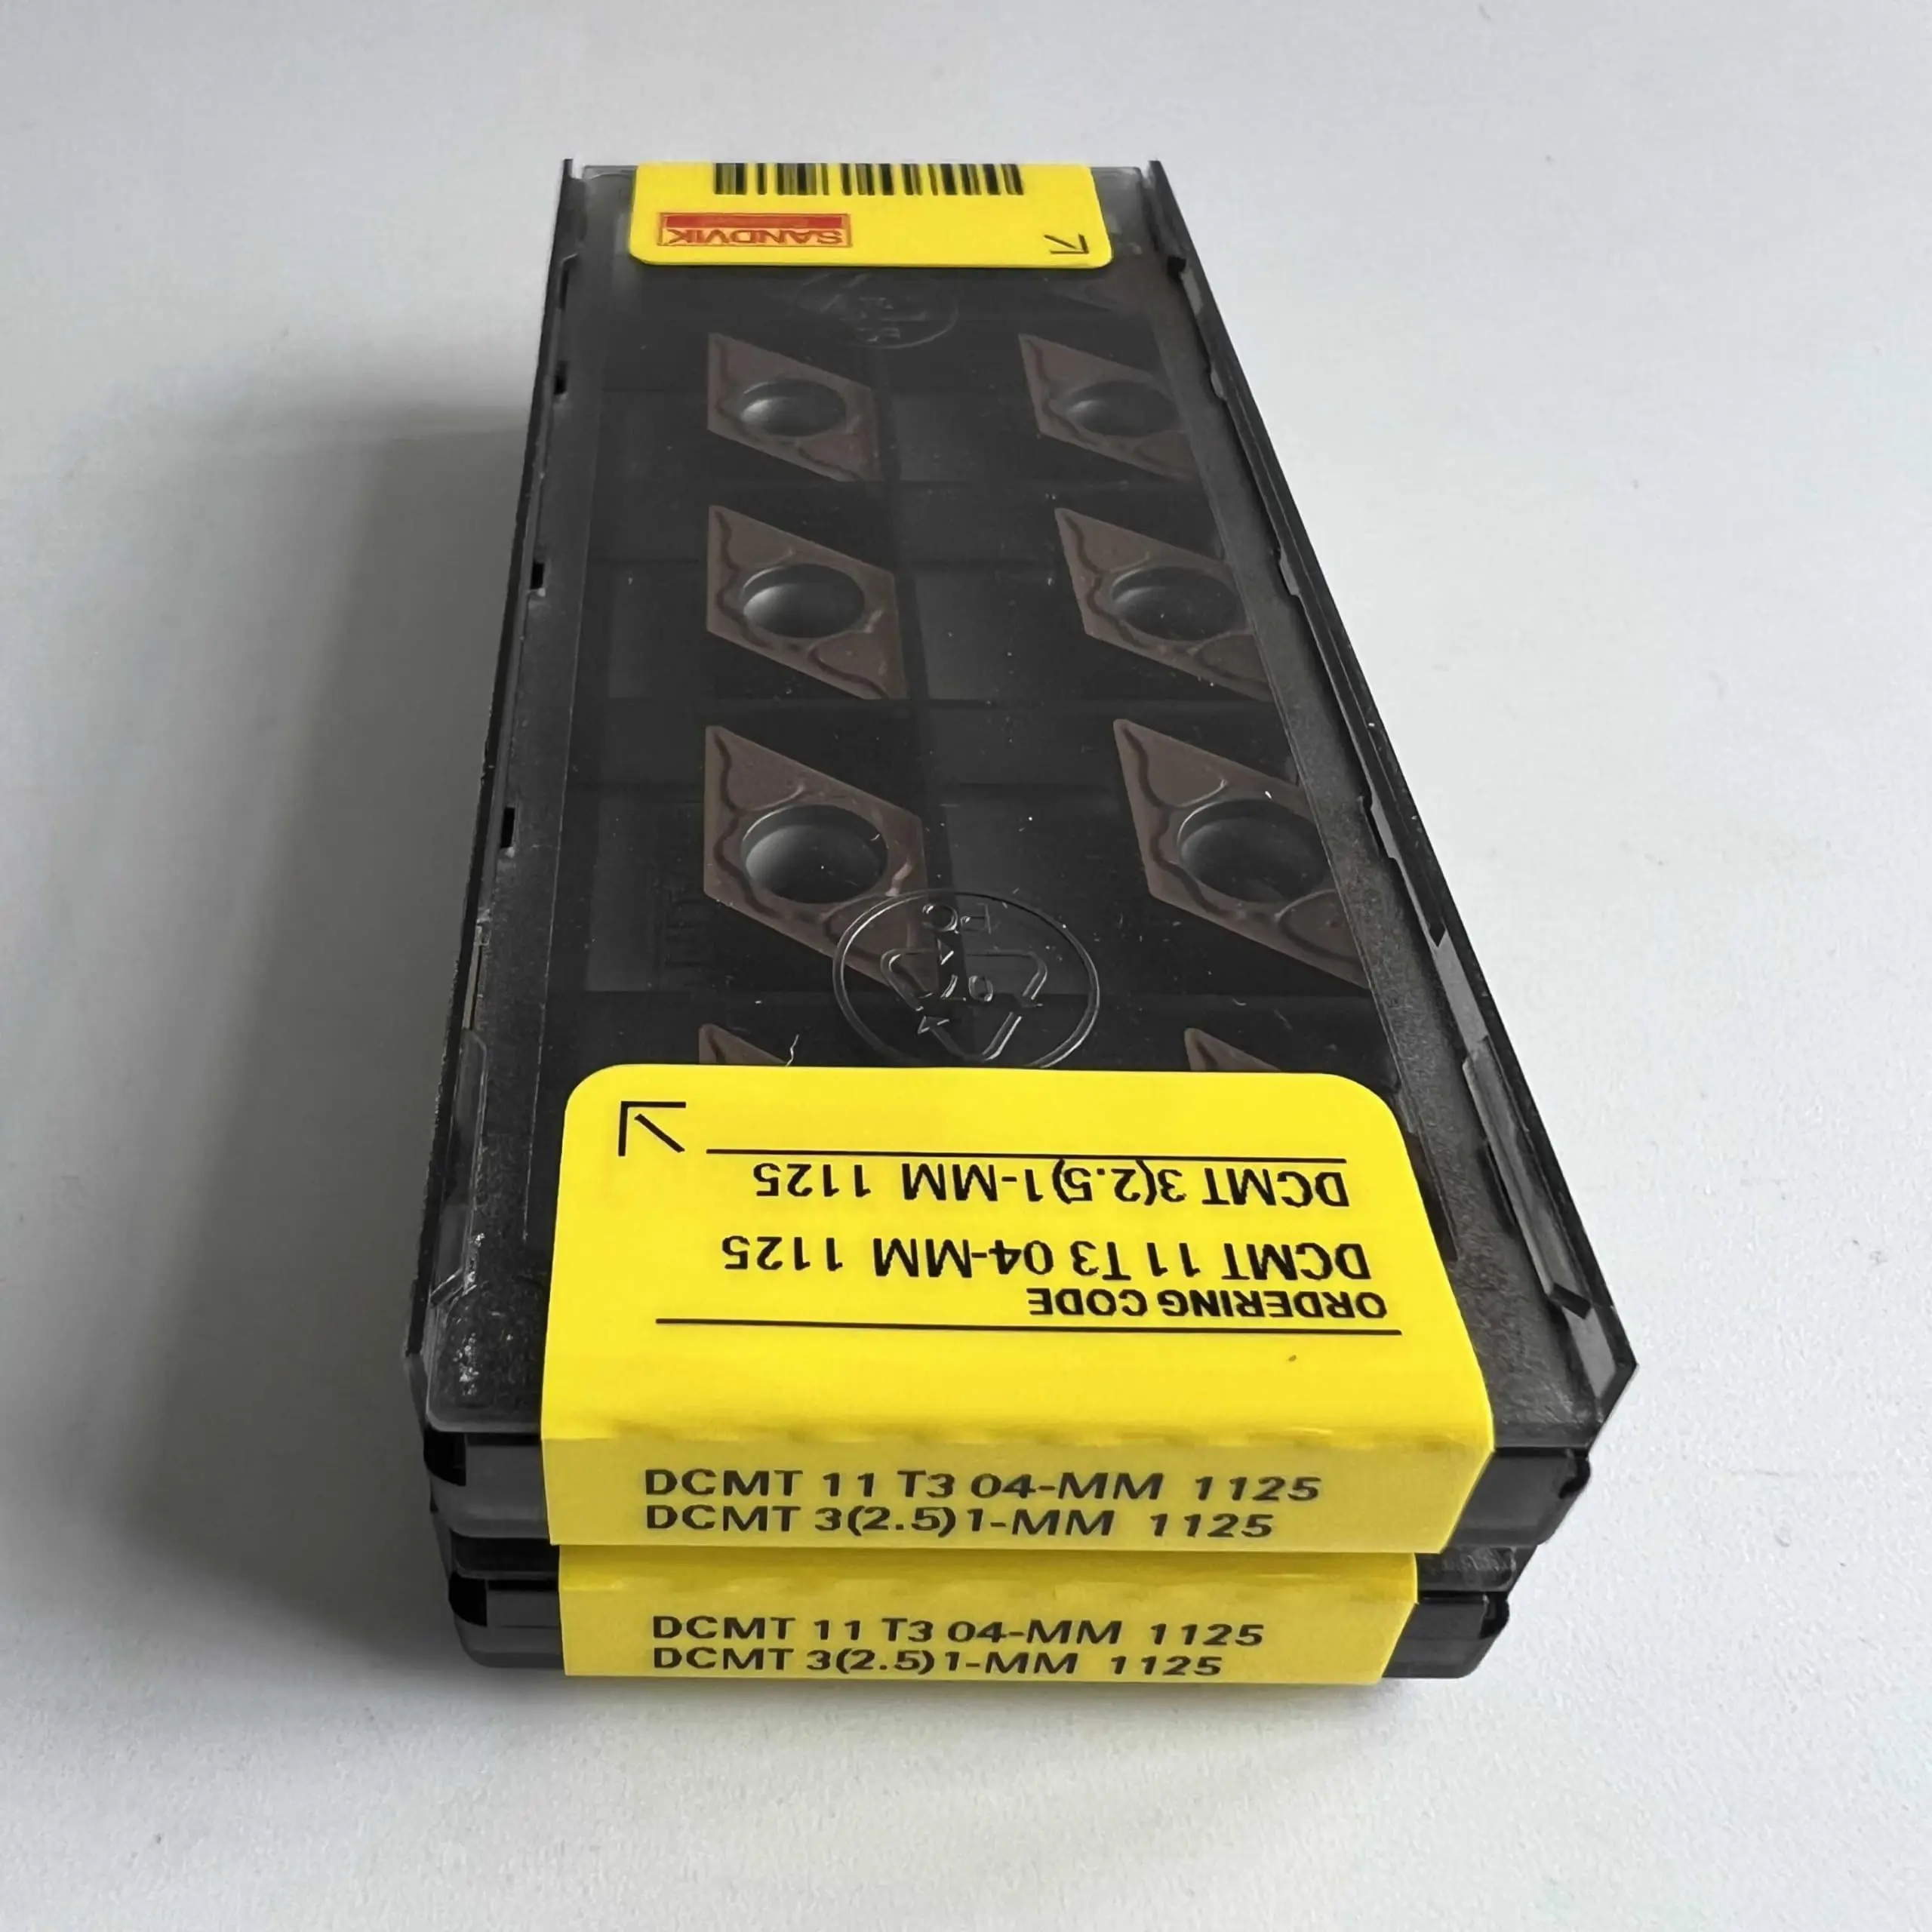 SANDVIK
DCMT 3(2.5)1-MM 1125
DCMT 11 T3 04-MM 1125
ORDERING CODE
DCMT 11 T3 04-MM 1125
DCMT 3(2.5)1-MM 1125
DCMT 11 T3 04-MM 1125
DCMT 3(2.5)1-MM 1125